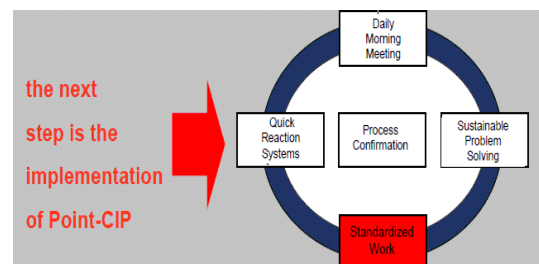 the next
step is the
implementation
of Point-CIP
Daily
Morning
Meeting
Quick
Reaction
Systems
Process
Confirmation
Sustainable
Problem
Solving
Standardized
Work